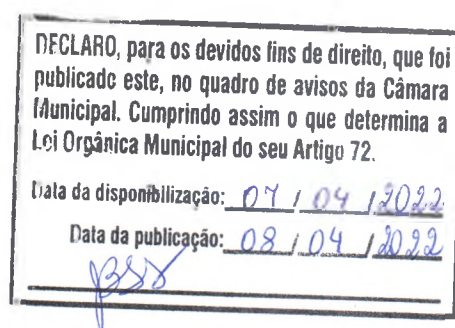 DECLARO, para os devidos fins de direito, que foi
publicado este, no quadro de avisos da Câmara
Municipal. Cumprindo assim o que determina a
Lei Orgânica Municipal do seu Artigo 72.
Data da disponibilização: 07 / 04 / 2022
Data da publicação: 08 / 04 / 2022